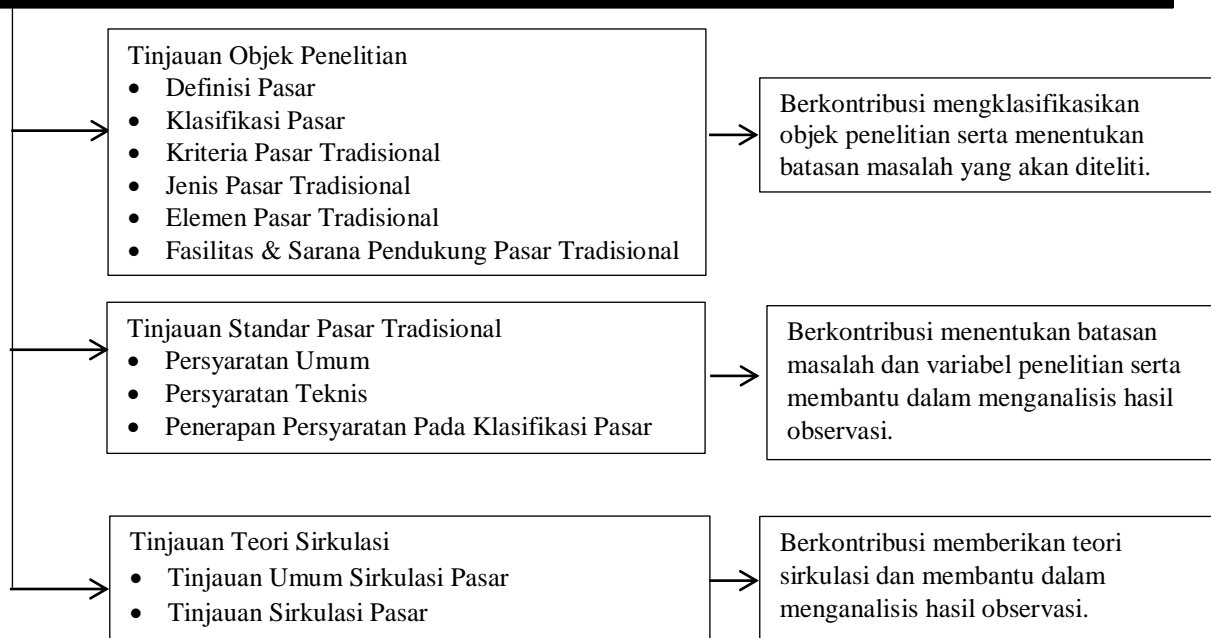 Tinjauan Objek Penelitian
• Definisi Pasar
• Klasifikasi Pasar
• Kriteria Pasar Tradisional
• Jenis Pasar Tradisional
• Elemen Pasar Tradisional
• Fasilitas & Sarana Pendukung Pasar Tradisional
Berkontribusi mengklasifikasikan
objek penelitian serta menentukan
batasan masalah yang akan diteliti.
Tinjauan Standar Pasar Tradisional
• Persyaratan Umum
• Persyaratan Teknis
• Penerapan Persyaratan Pada Klasifikasi Pasar
Berkontribusi menentukan batasan
masalah dan variabel penelitian serta
membantu dalam menganalisis hasil
observasi.
Tinjauan Teori Sirkulasi
• Tinjauan Umum Sirkulasi Pasar
• Tinjauan Sirkulasi Pasar
Berkontribusi memberikan teori
sirkulasi dan membantu dalam
menganalisis hasil observasi.